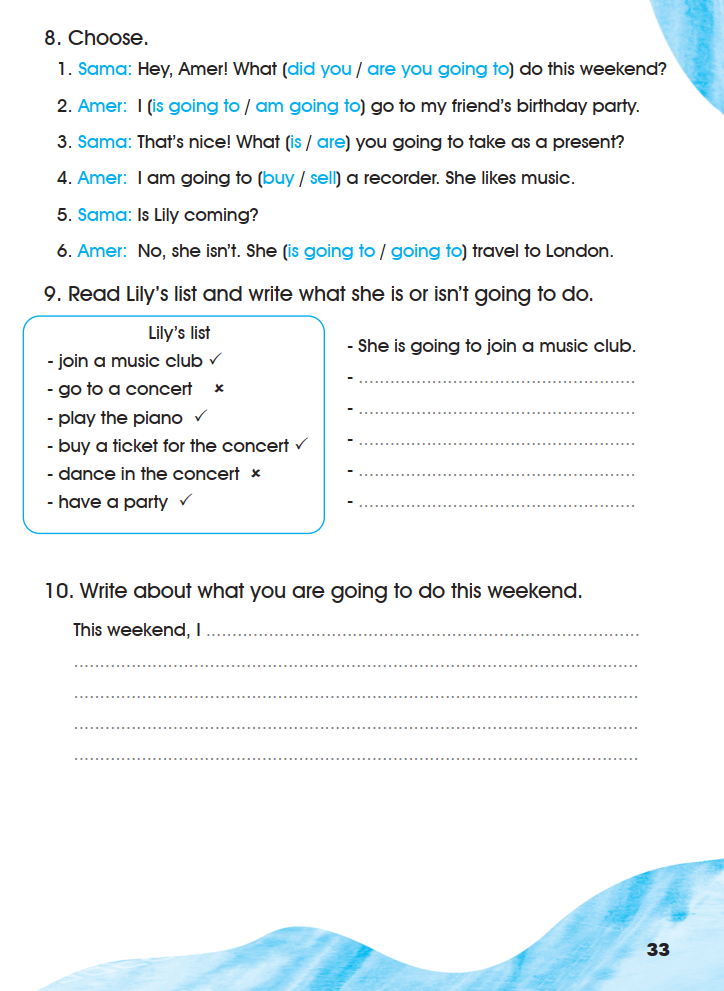 8. Choose.
1. Sama: Hey, Amer! What (did you / are you going to) do this weekend?
2. Amer: I (is going to / am going to) go to my friend's birthday party.
3. Sama: That's nice! What (is / are) you going to take as a present?
4. Amer: I am going to (buy / sell) a recorder. She likes music.
5. Sama: Is Lily coming?
6. Amer: No, she isn't. She (is going to / going to) travel to London.
9. Read Lily's list and write what she is or isn't going to do.
Lily's list
- join a music club ✓
- go to a concert ×
- play the piano ✓
- buy a ticket for the concert ✓
- dance in the concert ×
- have a party ✓
- She is going to join a music club.
- ....................................................
- ....................................................
- ....................................................
- ....................................................
- ....................................................
10. Write about what you are going to do this weekend.
This weekend, I ....................................................
....................................................
....................................................
....................................................
....................................................
33